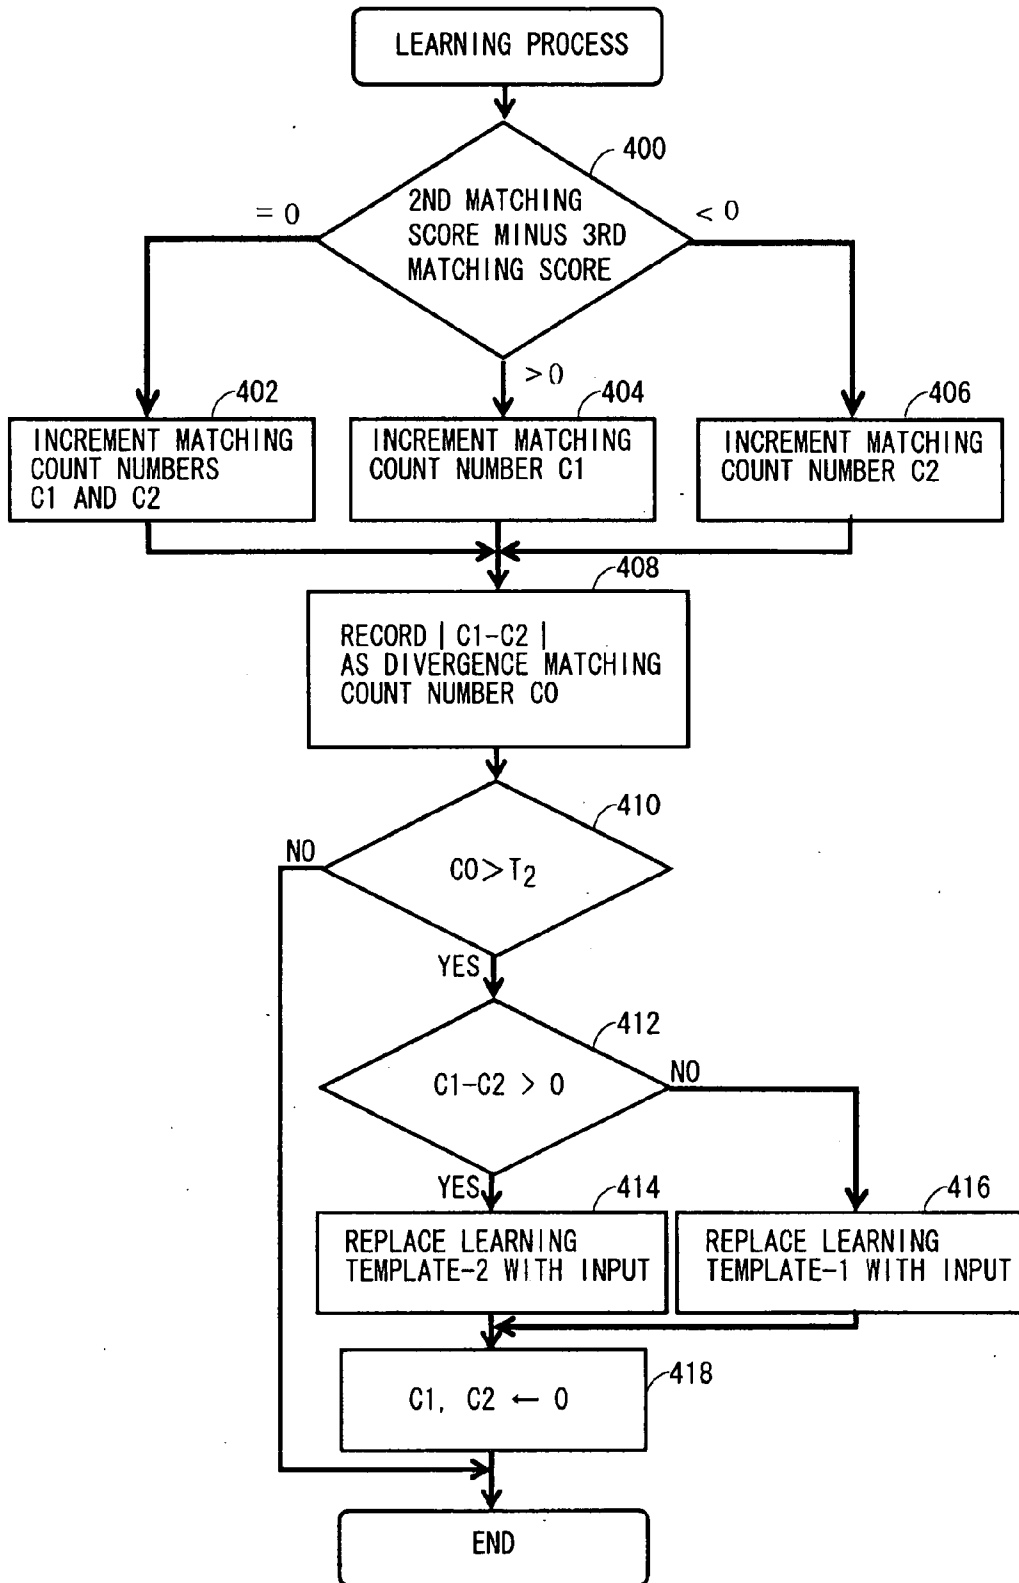 LEARNING PROCESS
400
2ND MATCHING
SCORE MINUS 3RD
MATCHING SCORE
= 0
< 0
> 0
402
INCREMENT MATCHING
COUNT NUMBERS
C1 AND C2
404
INCREMENT MATCHING
COUNT NUMBER C1
406
INCREMENT MATCHING
COUNT NUMBER C2
408
RECORD | C1-C2 |
AS DIVERGENCE MATCHING
COUNT NUMBER C0
410
C0>T2
NO
YES
412
C1-C2 > 0
NO
YES
414
REPLACE LEARNING
TEMPLATE-2 WITH INPUT
416
REPLACE LEARNING
TEMPLATE-1 WITH INPUT
418
C1, C2 ← 0
END